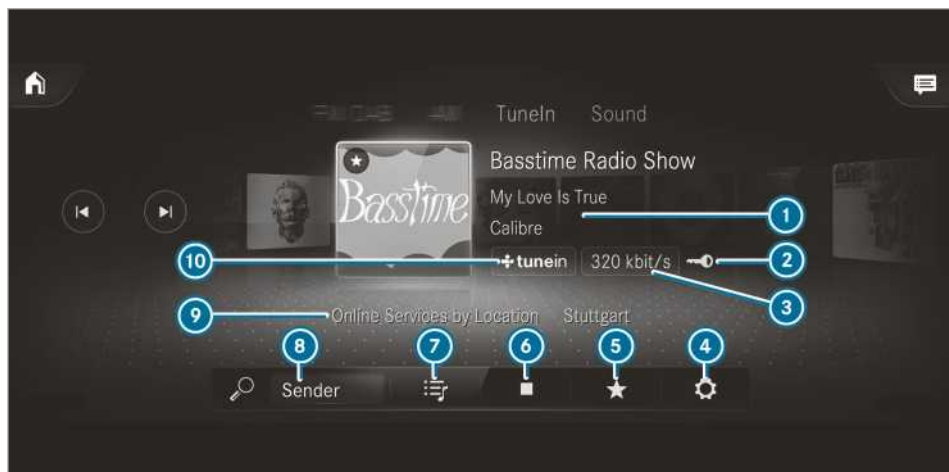 TuneIn Sound
Basstime Radio Show
Basstime
My Love Is True
Calibre
1
10
tunein 320 kbit/s
2
3
9
Online Services by Location Stuttgart
8
7
6
5
4
Sender